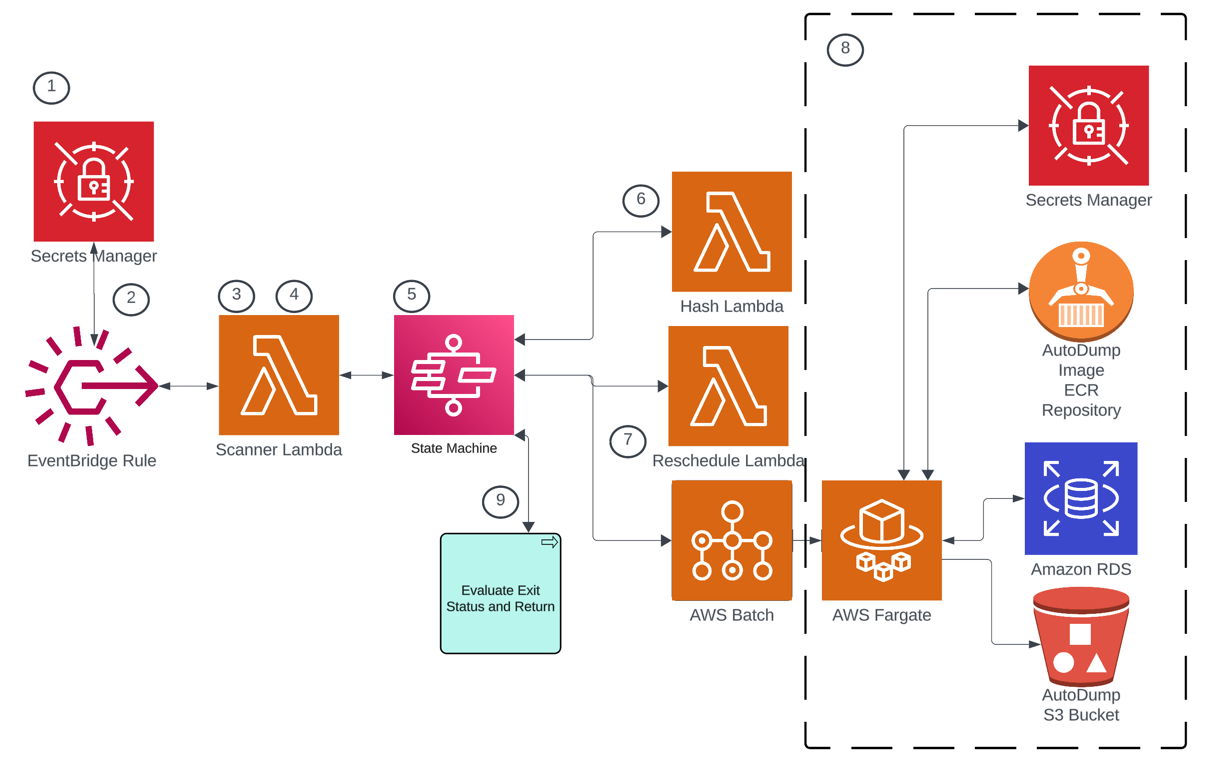 1
Secrets Manager
2
EventBridge Rule
3
4
Scanner Lambda
5
State Machine
6
Hash Lambda
7
Reschedule Lambda
AWS Batch
9
Evaluate Exit
Status and Return
8
AWS Fargate
Secrets Manager
AutoDump
Image
ECR
Repository
Amazon RDS
AutoDump
S3 Bucket